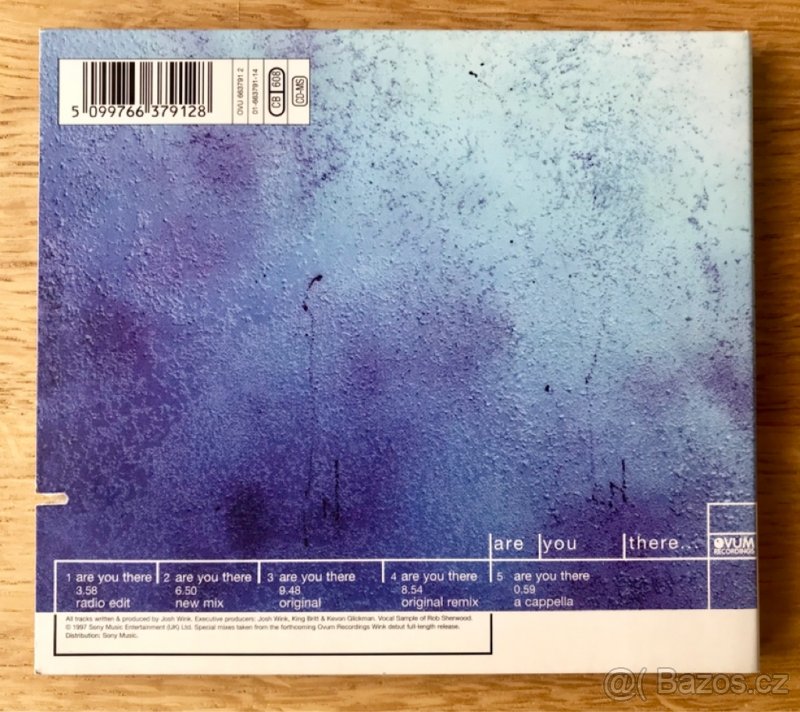 5 099766 379128
OVU 663791 2
01-663791-14
CB 608
CD-MS
are you there...
OVUM
RECORDINGS
1 are you there
3.58
radio edit
2 are you there
6.50
new mix
3 are you there
9.48
original
4 are you there
8.54
original remix
5 are you there
0.59
a cappella
All tracks written & produced by Josh Wink. Executive producers: Josh Wink, King Britt & Kevon Glickman. Vocal Sample of Rob Sherwood.
© 1997 Sony Music Entertainment (UK) Ltd. Special mixes taken from the forthcoming Ovum Recordings Wink debut full-length release.
Distribution: Sony Music.
@( Bazos.cz